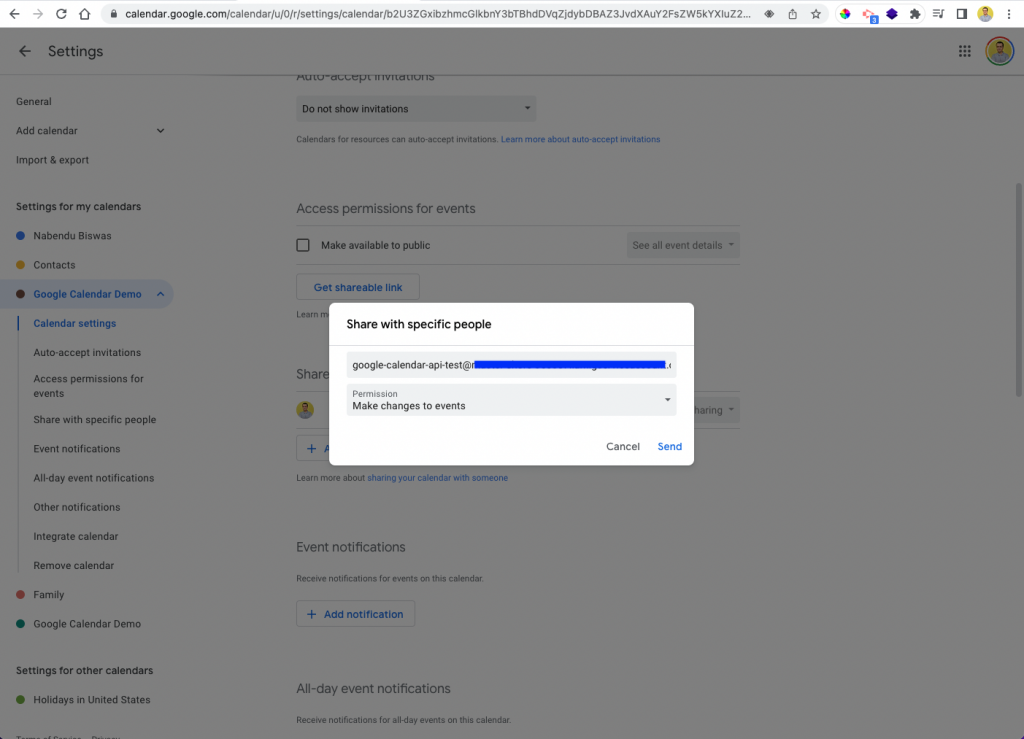 calendar.google.com/calendar/u/0/r/settings/calendar/b2U3ZGxibzhmcGlkbnY3bTBhdDVqZjdybDBAZ3JvdXAuY2FsZW5kYXIuZ2...
3
Settings
Auto-accept invitations
General
Do not show invitations
Add calendar
Calendars for resources can auto-accept invitations. Learn more about auto-accept invitations
Import & export
Settings for my calendars
Access permissions for events
Nabendu Biswas
Make available to public
See all event details
Contacts
Google Calendar Demo
Get shareable link
Learn
Calendar settings
Share with specific people
Auto-accept invitations
google-calendar-api-test@
Access permissions for
events
Share
Permission
Make changes to events
haring
Share with specific people
Event notifications
Cancel
Send
+ A
All-day event notifications
Learn more about sharing your calendar with someone
Other notifications
Integrate calendar
Event notifications
Remove calendar
Receive notifications for events on this calendar.
Family
+ Add notification
Google Calendar Demo
Settings for other calendars
All-day event notifications
Holidays in United States
Receive notifications for all-day events on this calendar.
Terms of Service - Privacy